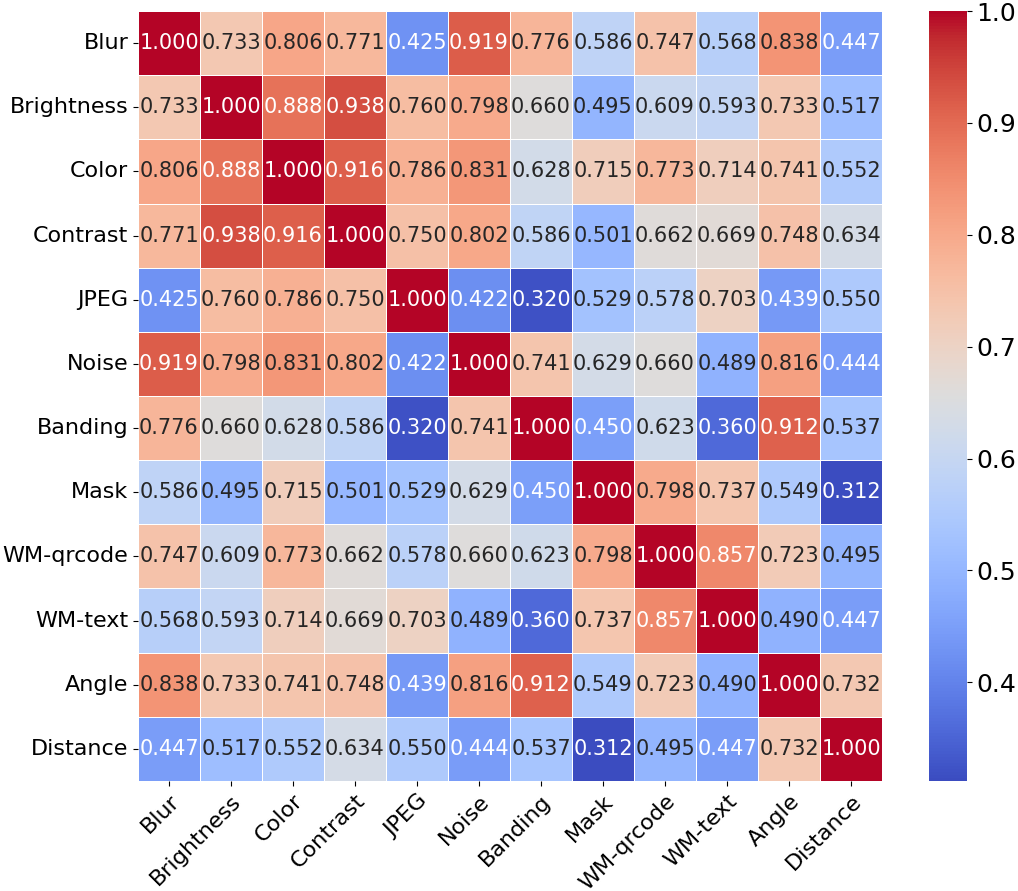 Blur 1.000 0.733 0.806 0.771 0.425 0.919 0.776 0.586 0.747 0.568 0.838 0.447
Brightness 0.733 1.000 0.888 0.938 0.760 0.798 0.660 0.495 0.609 0.593 0.733 0.517
Color 0.806 0.888 1.000 0.916 0.786 0.831 0.628 0.715 0.773 0.714 0.741 0.552
Contrast 0.771 0.938 0.916 1.000 0.750 0.802 0.586 0.501 0.662 0.669 0.748 0.634
JPEG 0.425 0.760 0.786 0.750 1.000 0.422 0.320 0.529 0.578 0.703 0.439 0.550
Noise 0.919 0.798 0.831 0.802 0.422 1.000 0.741 0.629 0.660 0.489 0.816 0.444
Banding 0.776 0.660 0.628 0.586 0.320 0.741 1.000 0.450 0.623 0.360 0.912 0.537
Mask 0.586 0.495 0.715 0.501 0.529 0.629 0.450 1.000 0.798 0.737 0.549 0.312
WM-qrcode 0.747 0.609 0.773 0.662 0.578 0.660 0.623 0.798 1.000 0.857 0.723 0.495
WM-text 0.568 0.593 0.714 0.669 0.703 0.489 0.360 0.737 0.857 1.000 0.490 0.447
Angle 0.838 0.733 0.741 0.748 0.439 0.816 0.912 0.549 0.723 0.490 1.000 0.732
Distance 0.447 0.517 0.552 0.634 0.550 0.444 0.537 0.312 0.495 0.447 0.732 1.000
Blur Brightness Color Contrast JPEG Noise Banding Mask WM-qrcode WM-text Angle Distance
1.0
0.9
0.8
0.7
0.6
0.5
0.4